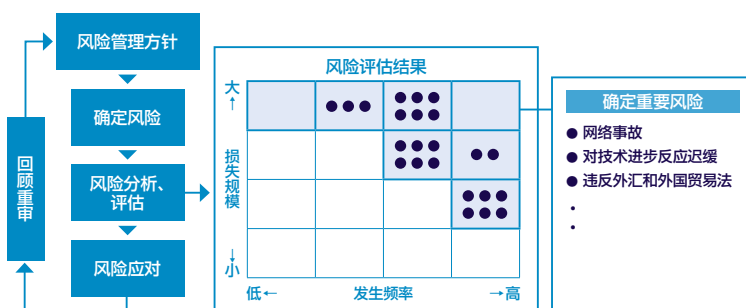 风险管理方针
确定风险
风险分析、
评估
风险应对
回顾重审
风险评估结果
大
↑
损失规模
↓
小
低←
发生频率
→高
确定重要风险
● 网络事故
● 对技术进步反应迟缓
● 违反外汇和外国贸易法
・
・